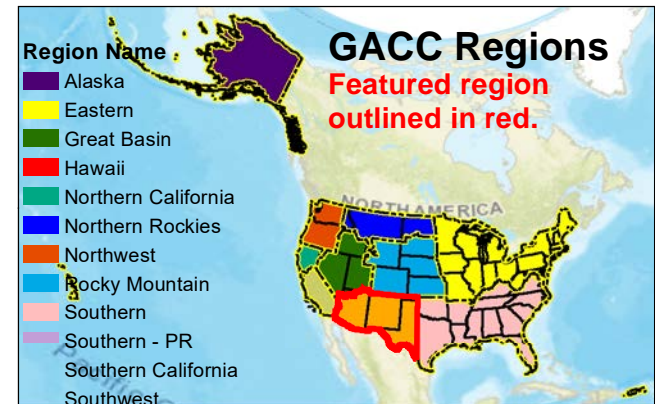 GACC Regions
Featured region
outlined in red.
Region Name
Alaska
Eastern
Great Basin
Hawaii
Northern California
Northern Rockies
Northwest
Rocky Mountain
Southern
Southern - PR
Southern California
Southwest
NORTH AMERICA
Pacific